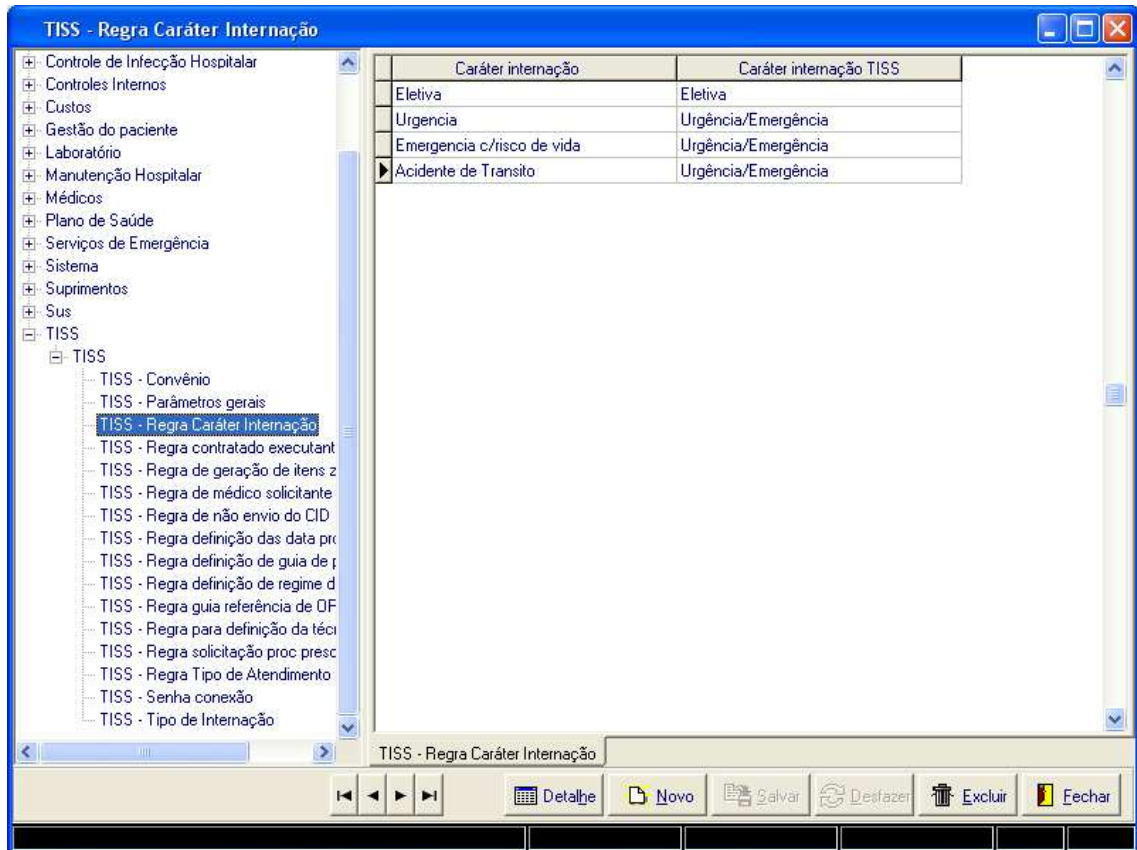 TISS - Regra Caráter Internação
Controle de Infecção Hospitalar
Controles Internos
Custos
Gestão do paciente
Laboratório
Manutenção Hospitalar
Médicos
Plano de Saúde
Serviços de Emergência
Sistema
Suprimentos
Sus
TISS
TISS
TISS - Convênio
TISS - Parâmetros gerais
TISS - Regra Caráter Internação
TISS - Regra contratado executant
TISS - Regra de geração de itens z
TISS - Regra de médico solicitante
TISS - Regra de não envio do CID
TISS - Regra definição das data pro
TISS - Regra definição de guia de p
TISS - Regra definição de regime d
TISS - Regra guia referência de OP
TISS - Regra para definição da técr
TISS - Regra solicitação proc presc
TISS - Regra Tipo de Atendimento
TISS - Senha conexão
TISS - Tipo de Internação
Caráter internação Caráter internação TISS
Eletiva Eletiva
Urgencia Urgência/Emergência
Emergencia c/risco de vida Urgência/Emergência
Acidente de Transito Urgência/Emergência
TISS - Regra Caráter Internação
Detalhe Novo Salvar Desfazer Excluir Fechar